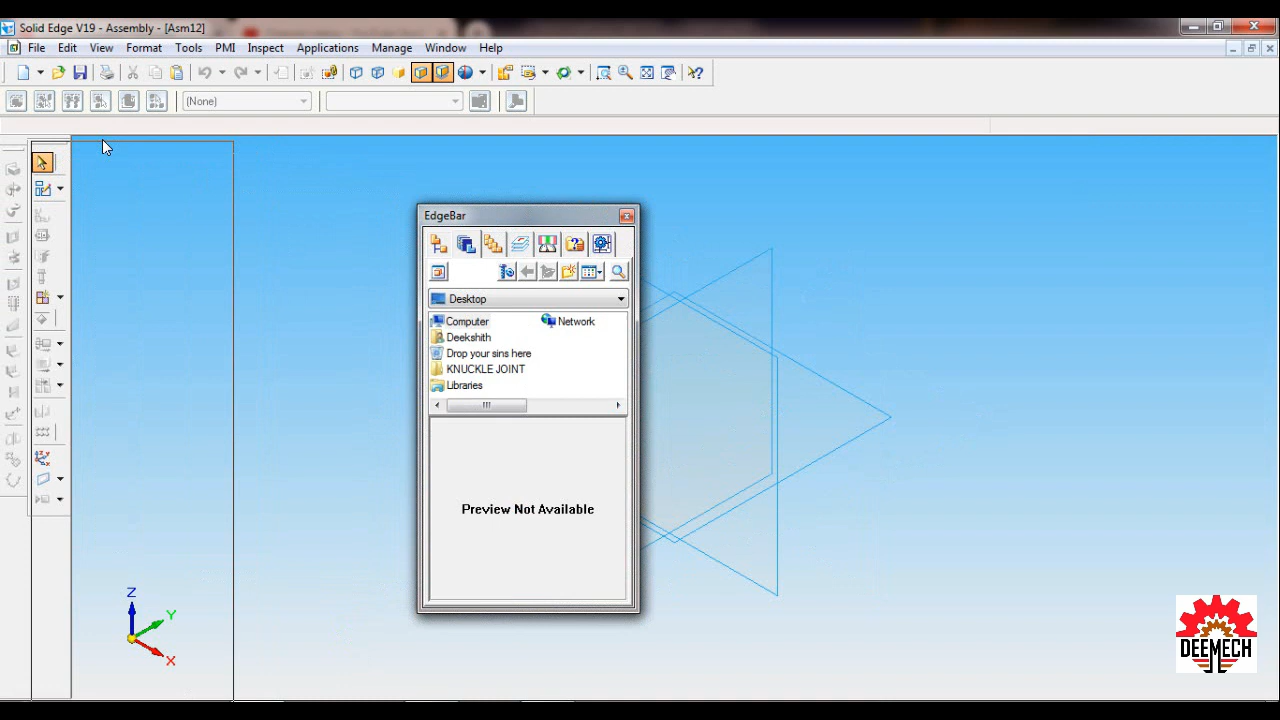 Solid Edge V19 - Assembly - [Asm12]
File Edit View Format Tools PMI Inspect Applications Manage Window Help
(None)
EdgeBar
Desktop
Computer Network
Deekshith
Drop your sins here
KNUCKLE JOINT
Libraries
Preview Not Available
Z
Y
X
DEEMECH